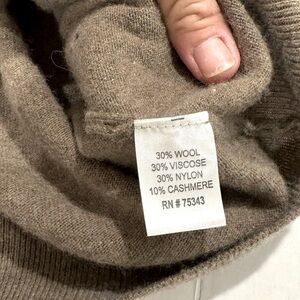 30% WOOL
30% VISCOSE
30% NYLON
10% CASHMERE
RN # 75343